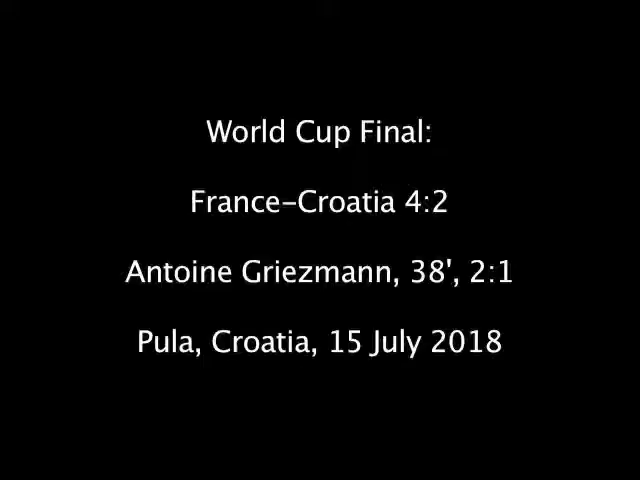 World Cup Final:
France-Croatia 4:2
Antoine Griezmann, 38', 2:1
Pula, Croatia, 15 July 2018